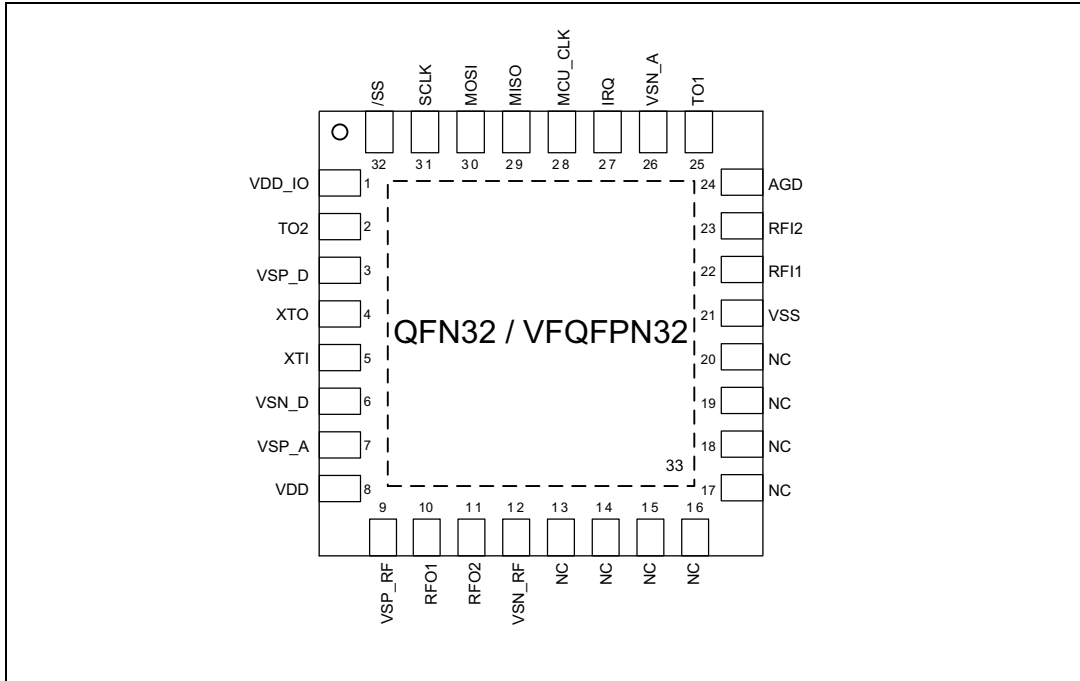 /SS
SCLK
MOSI
MISO
MCU_CLK
IRQ
VSN_A
TO1
32 31 30 29 28 27 26 25
VDD_IO 1
TO2 2
VSP_D 3
XTO 4
XTI 5
VSN_D 6
VSP_A 7
VDD 8
QFN32 / VFQFPN32
24 AGD
23 RFI2
22 RFI1
21 VSS
20 NC
19 NC
18 NC
17 NC
33
9 10 11 12 13 14 15 16
VSP_RF
RFO1
RFO2
VSN_RF
NC
NC
NC
NC